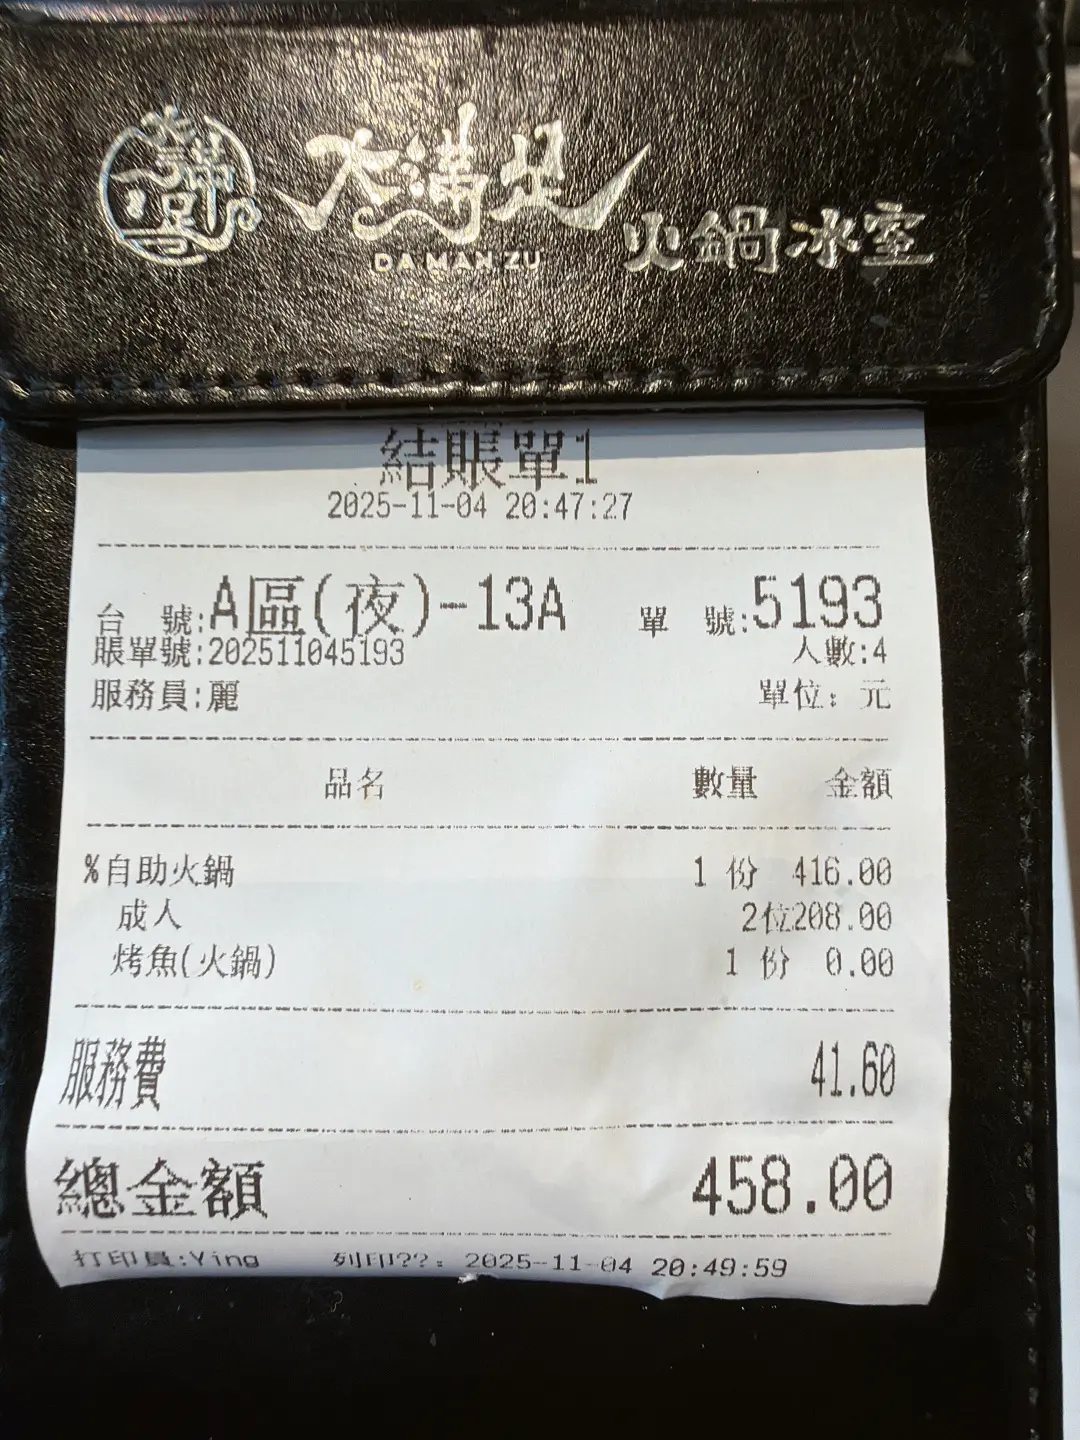 大滿足
DA MAN ZU
火鍋冰室
結賬單1
2025-11-04 20:47:27
台 號:A區(夜)-13A 單 號:5193
賬單號:202511045193 人數:4
服務員:麗 單位: 元
品名 數量 金額
%自助火鍋 1 份 416.00
成人 2位208.00
烤魚(火鍋) 1 份 0.00
服務費 41.60
總金額 458.00
打印員:Ying 列印??: 2025-11-04 20:49:59